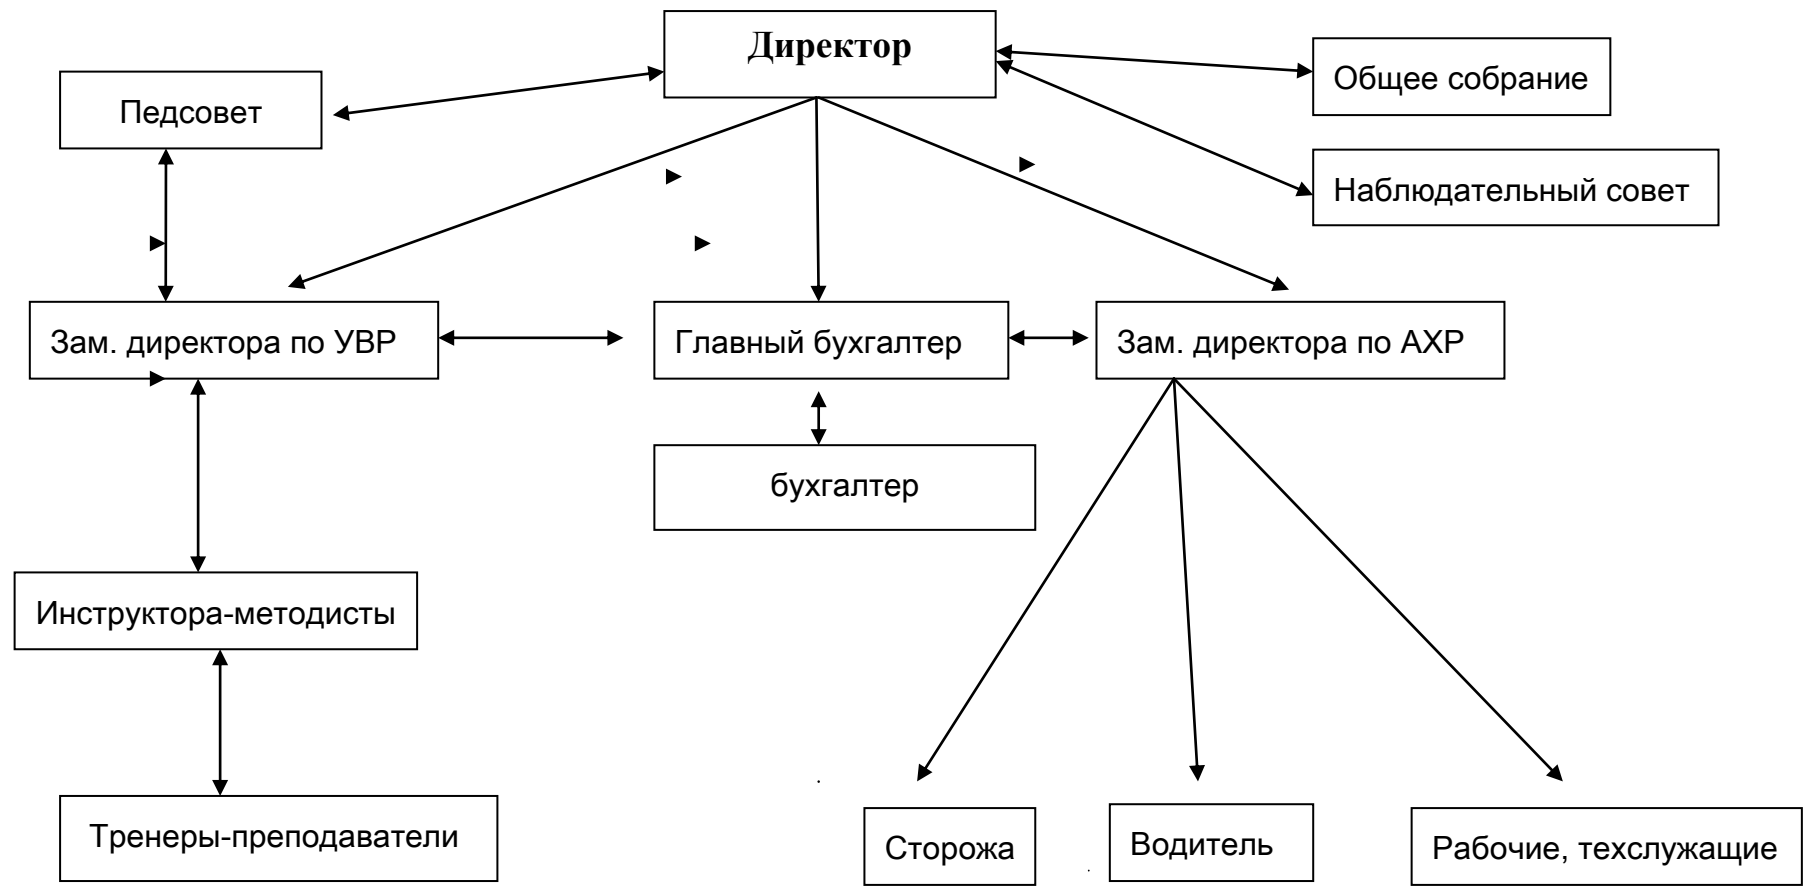 Директор
Общее собрание
Педсовет
Наблюдательный совет
Зам. директора по УВР
Главный бухгалтер
Зам. директора по АХР
бухгалтер
Инструктора-методисты
Тренеры-преподаватели
Сторожа
Водитель
Рабочие, техслужащие